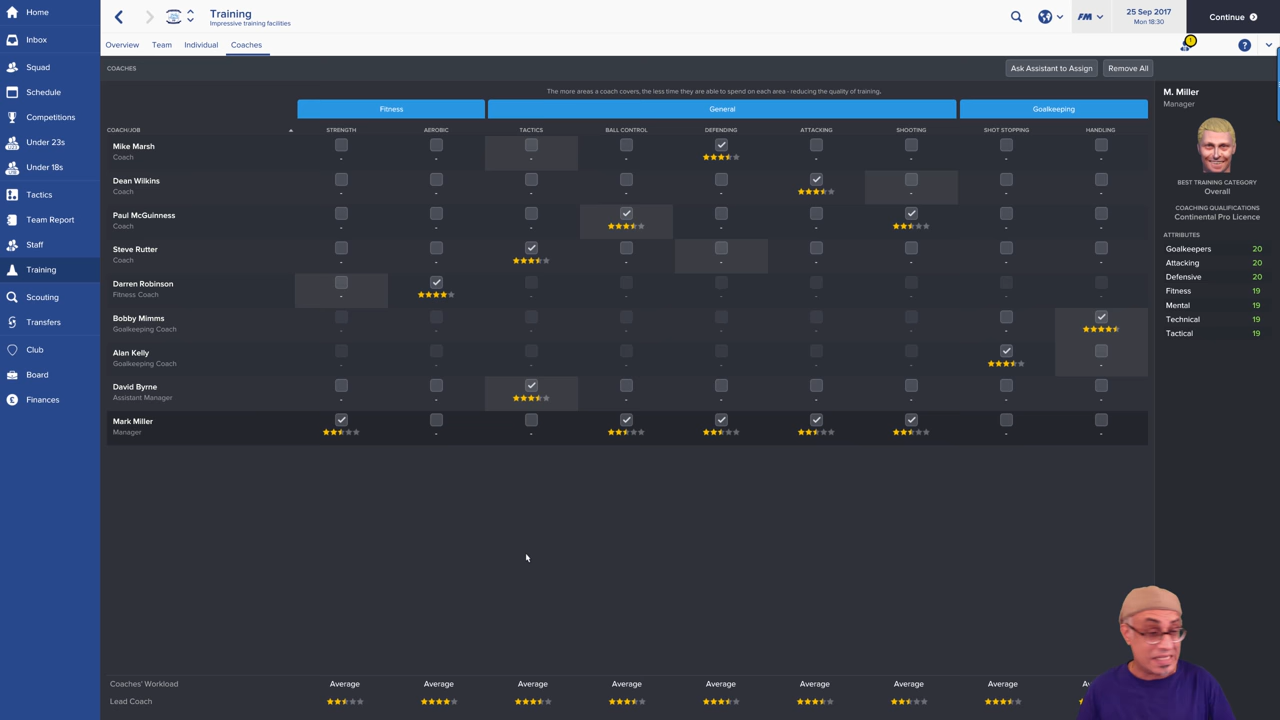 Home
Inbox
Squad
Schedule
Competitions
Under 23s
Under 18s
Tactics
Team Report
Staff
Training
Scouting
Transfers
Club
Board
Finances
Training
Impressive training facilities
FM
25 Sep 2017
Mon 18:30
Continue
Overview Team Individual Coaches
1
?
COACHES
Ask Assistant to Assign Remove All
The more areas a coach covers, the less time they are able to spend on each area - reducing the quality of training.
Fitness General Goalkeeping
COACH/JOB STRENGTH AEROBIC TACTICS BALL CONTROL DEFENDING ATTACKING SHOOTING SHOT STOPPING HANDLING
Mike Marsh
Coach - - - - - - - -
Dean Wilkins
Coach - - - - - - - -
Paul McGuinness
Coach - - - - - - -
Steve Rutter
Coach - - - - - - - -
Darren Robinson
Fitness Coach - - - - - - - -
Bobby Mimms
Goalkeeping Coach - - - - - - - -
Alan Kelly
Goalkeeping Coach - - - - - - - -
David Byrne
Assistant Manager - - - - - - - -
Mark Miller
Manager - - - -
Coaches' Workload Average Average Average Average Average Average Average Average
Lead Coach
M. Miller
Manager
BEST TRAINING CATEGORY
Overall
COACHING QUALIFICATIONS
Continental Pro Licence
ATTRIBUTES
Goalkeepers 20
Attacking 20
Defensive 20
Fitness 19
Mental 19
Technical 19
Tactical 19